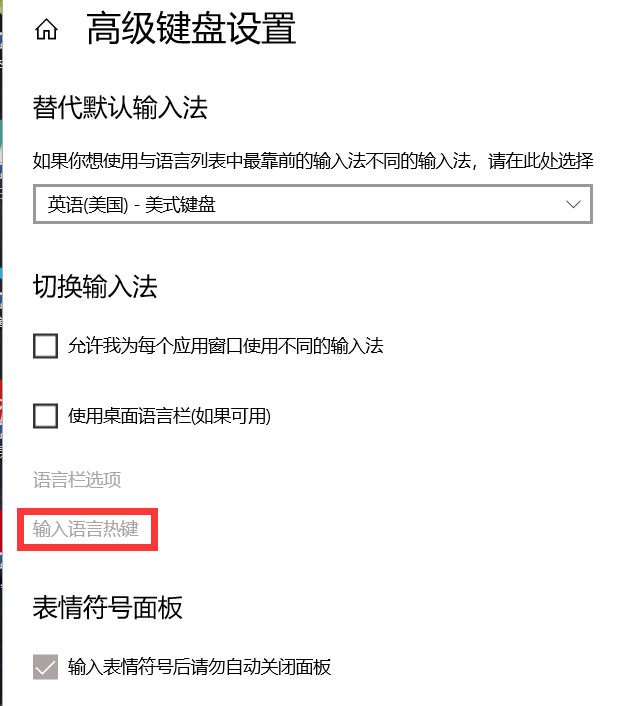 高级键盘设置
替代默认输入法
如果你想使用与语言列表中最靠前的输入法不同的输入法，请在此处选择
英语(美国) - 美式键盘
切换输入法
允许我为每个应用窗口使用不同的输入法
使用桌面语言栏(如果可用)
语言栏选项
输入语言热键
表情符号面板
输入表情符号后请勿自动关闭面板